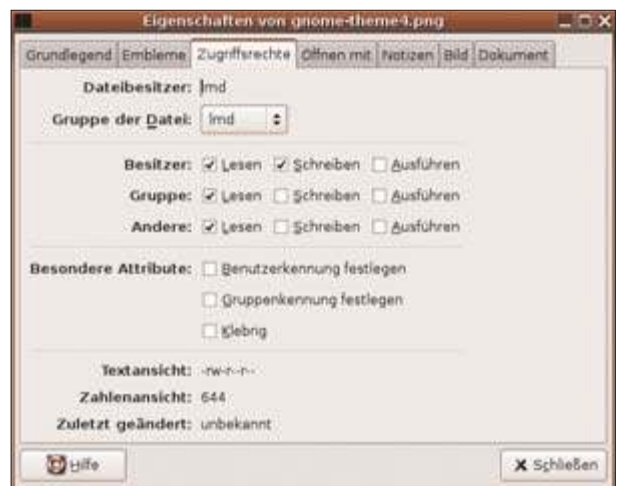 Eigenschaften von gnome-theme4.png
Grundlegend Embleme Zugriffsrechte Öffnen mit Notizen Bild Dokument
Dateibesitzer: lmd
Gruppe der Datei: lmd
Besitzer: Lesen Schreiben Ausführen
Gruppe: Lesen Schreiben Ausführen
Andere: Lesen Schreiben Ausführen
Besondere Attribute: Benutzerkennung festlegen
Gruppenkennung festlegen
Klebrig
Textansicht: -rw-r--r--
Zahlenansicht: 644
Zuletzt geändert: unbekannt
Hilfe Schließen